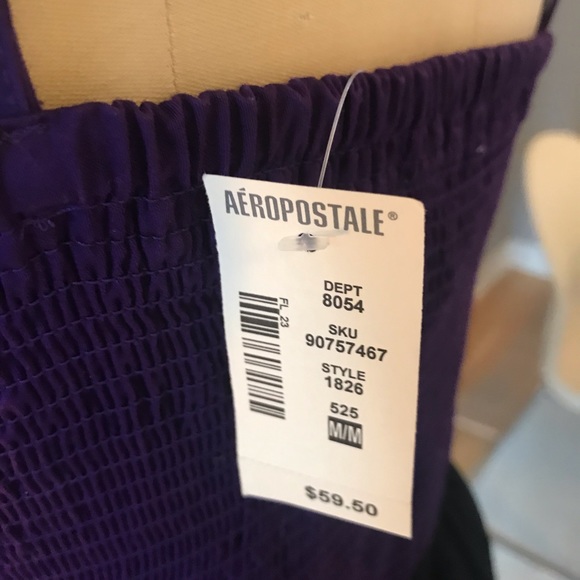 AÉROPOSTALE®
DEPT
8054
FL 23
SKU
90757467
STYLE
1826
525
M/M
$59.50